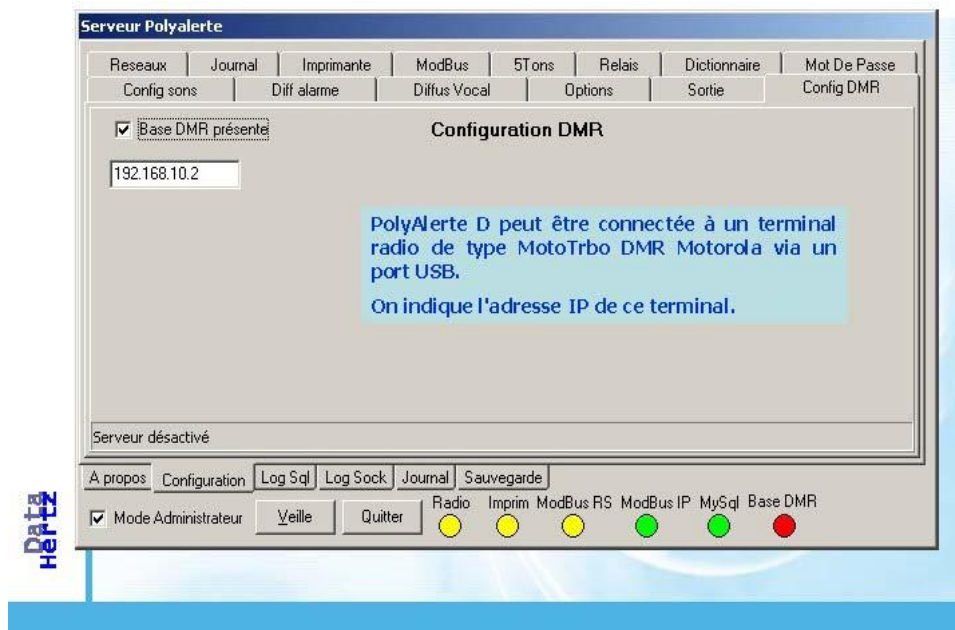 Serveur Polyalerte
Reseaux Journal Imprimante ModBus 5Tons Relais Dictionnaire Mot De Passe
Config sons Diff alarme Diffus Vocal Options Sortie Config DMR
Base DMR présente
Configuration DMR
192.168.10.2
PolyAlerte D peut être connectée à un terminal
radio de type MotoTrbo DMR Motorola via un
port USB.
On indique l'adresse IP de ce terminal.
Serveur désactivé
A propos Configuration Log Sql Log Sock Journal Sauvegarde
Mode Administrateur Veille Quitter
Radio Imprim ModBus RS ModBus IP MySql Base DMR
Data
Hertz